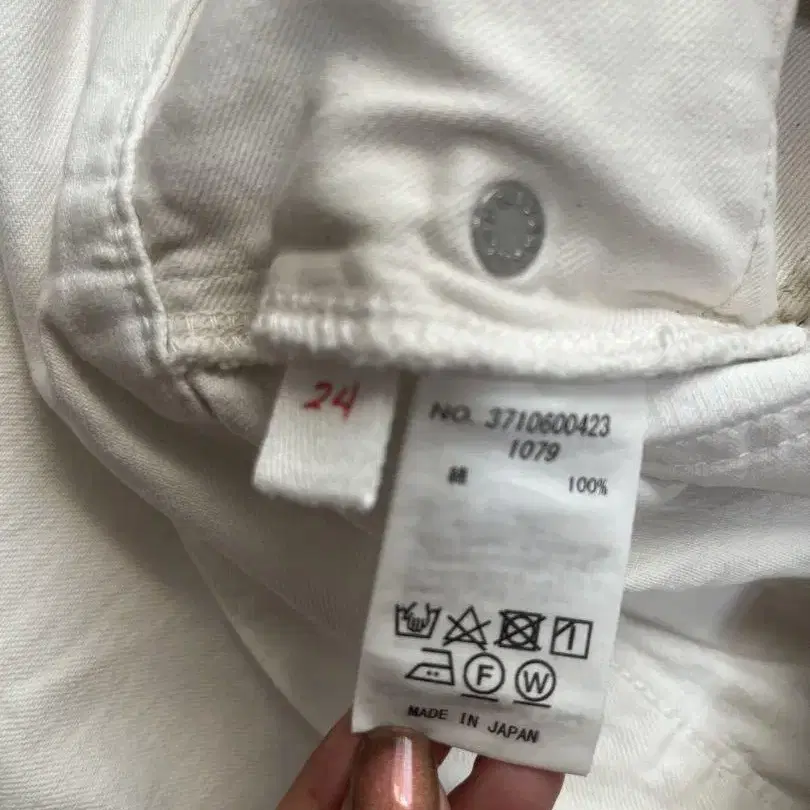 24
NO. 3710600423
1079
綿 100%
F W
MADE IN JAPAN